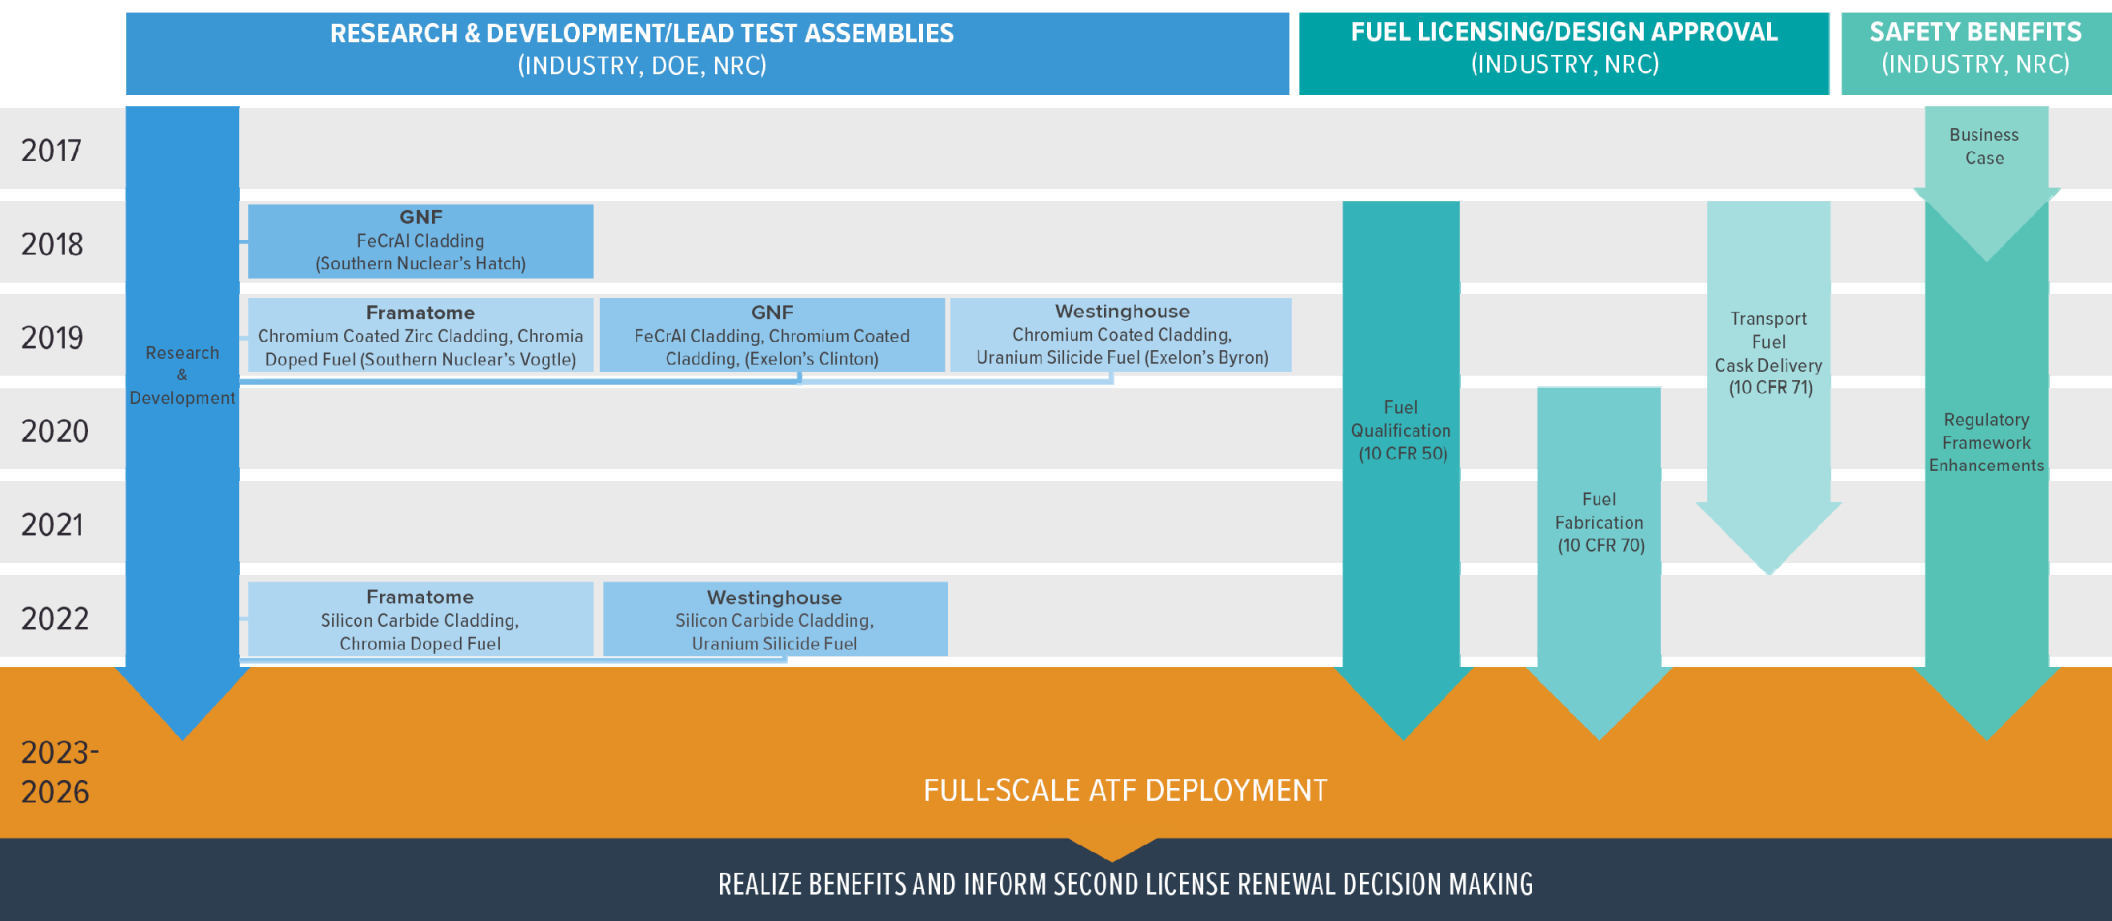 RESEARCH & DEVELOPMENT/LEAD TEST ASSEMBLIES
(INDUSTRY, DOE, NRC)
FUEL LICENSING/DESIGN APPROVAL
(INDUSTRY, NRC)
SAFETY BENEFITS
(INDUSTRY, NRC)
2017
Business
Case
2018
GNF
FeCrAl Cladding
(Southern Nuclear's Hatch)
2019
Framatome
Chromium Coated Zirc Cladding, Chromia
Doped Fuel (Southern Nuclear's Vogtle)
GNF
FeCrAl Cladding, Chromium Coated
Cladding, (Exelon's Clinton)
Westinghouse
Chromium Coated Cladding,
Uranium Silicide Fuel (Exelon's Byron)
Research
&
Development
Transport
Fuel
Cask Delivery
(10 CFR 71)
2020
Fuel
Qualification
(10 CFR 50)
Regulatory
Framework
Enhancements
2021
Fuel
Fabrication
(10 CFR 70)
2022
Framatome
Silicon Carbide Cladding,
Chromia Doped Fuel
Westinghouse
Silicon Carbide Cladding,
Uranium Silicide Fuel
2023-
2026
FULL-SCALE ATF DEPLOYMENT
REALIZE BENEFITS AND INFORM SECOND LICENSE RENEWAL DECISION MAKING